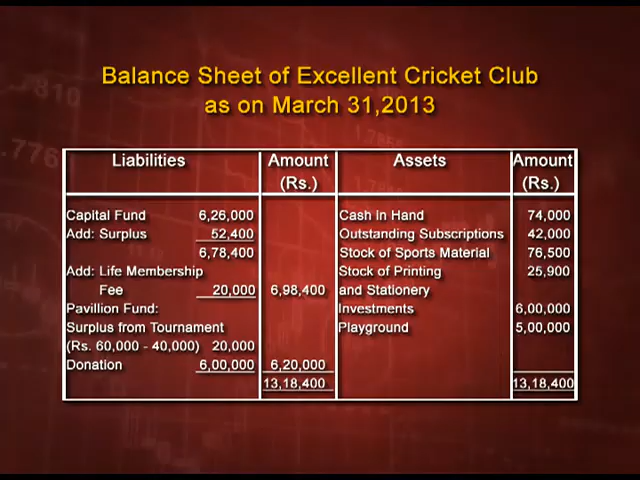 Balance Sheet of Excellent Cricket Club
as on March 31,2013
Liabilities Amount Assets Amount
(Rs.) (Rs.)
Capital Fund 6,26,000 Cash In Hand 74,000
Add: Surplus 52,400 Outstanding Subscriptions 42,000
6,78,400 Stock of Sports Material 76,500
Add: Life Membership Stock of Printing 25,900
Fee 20,000 6,98,400 and Stationery
Pavillion Fund: Investments 6,00,000
Surplus from Tournament Playground 5,00,000
(Rs. 60,000 - 40,000) 20,000
Donation 6,00,000 6,20,000
13,18,400 13,18,400